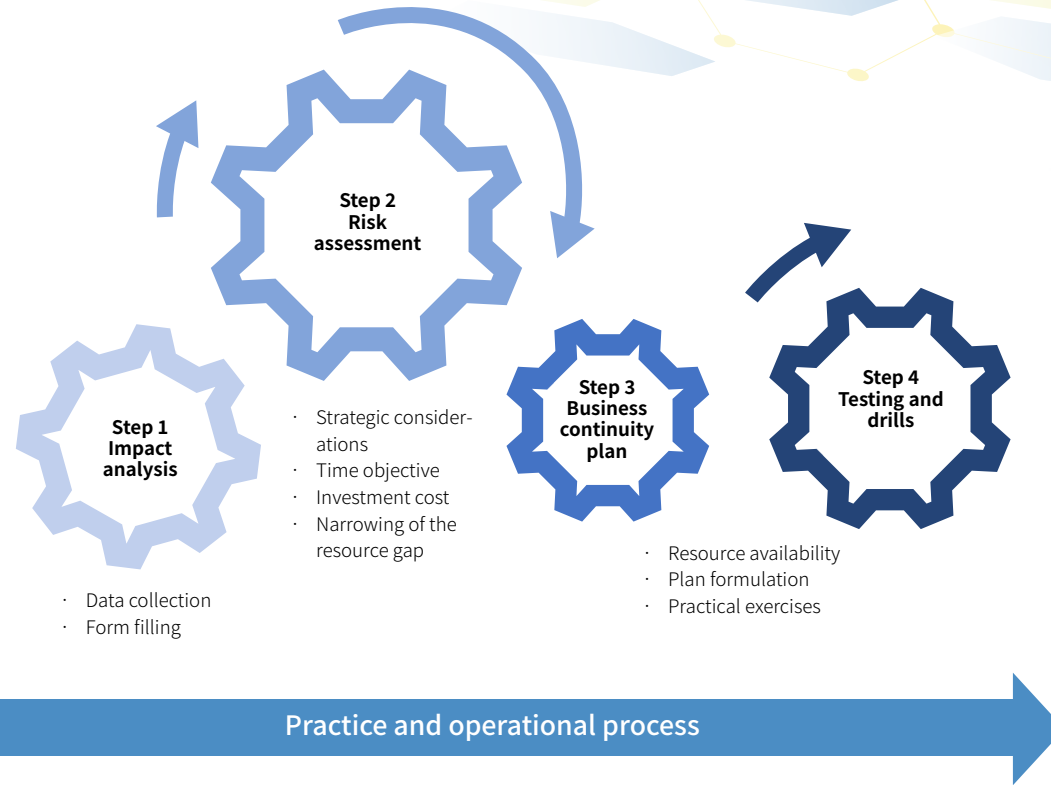 Step 1
Impact
analysis
· Data collection
· Form filling
Step 2
Risk
assessment
· Strategic consider-
ations
· Time objective
· Investment cost
· Narrowing of the
resource gap
Step 3
Business
continuity
plan
Step 4
Testing and
drills
· Resource availability
· Plan formulation
· Practical exercises
Practice and operational process